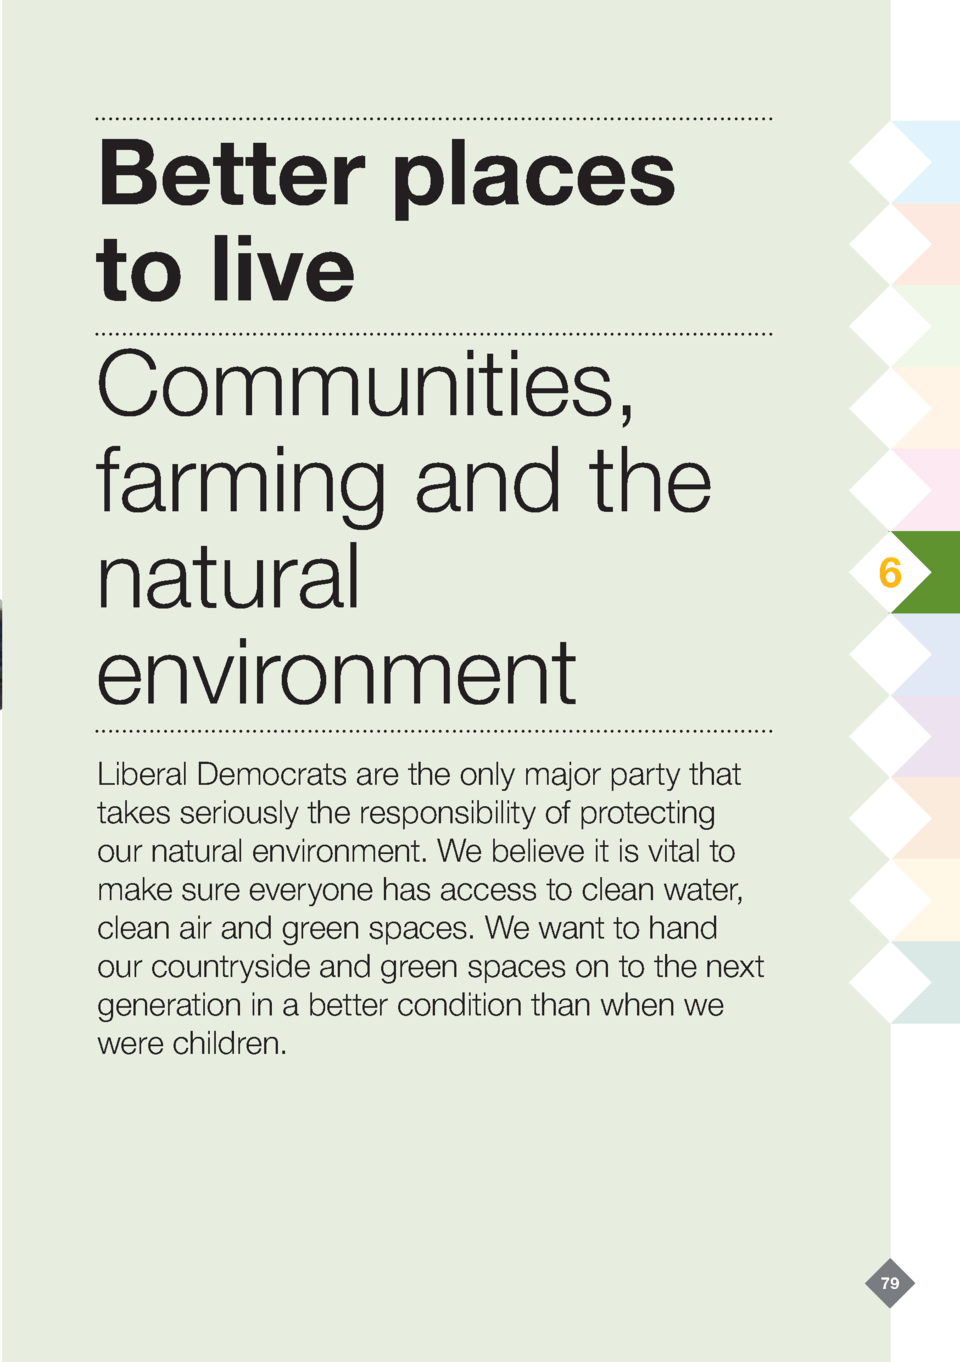 Better places
to live
Communities,
farming and the
natural
environment
Liberal Democrats are the only major party that
takes seriously the responsibility of protecting
our natural environment. We believe it is vital to
make sure everyone has access to clean water,
clean air and green spaces. We want to hand
our countryside and green spaces on to the next
generation in a better condition than when we
were children.
6
79